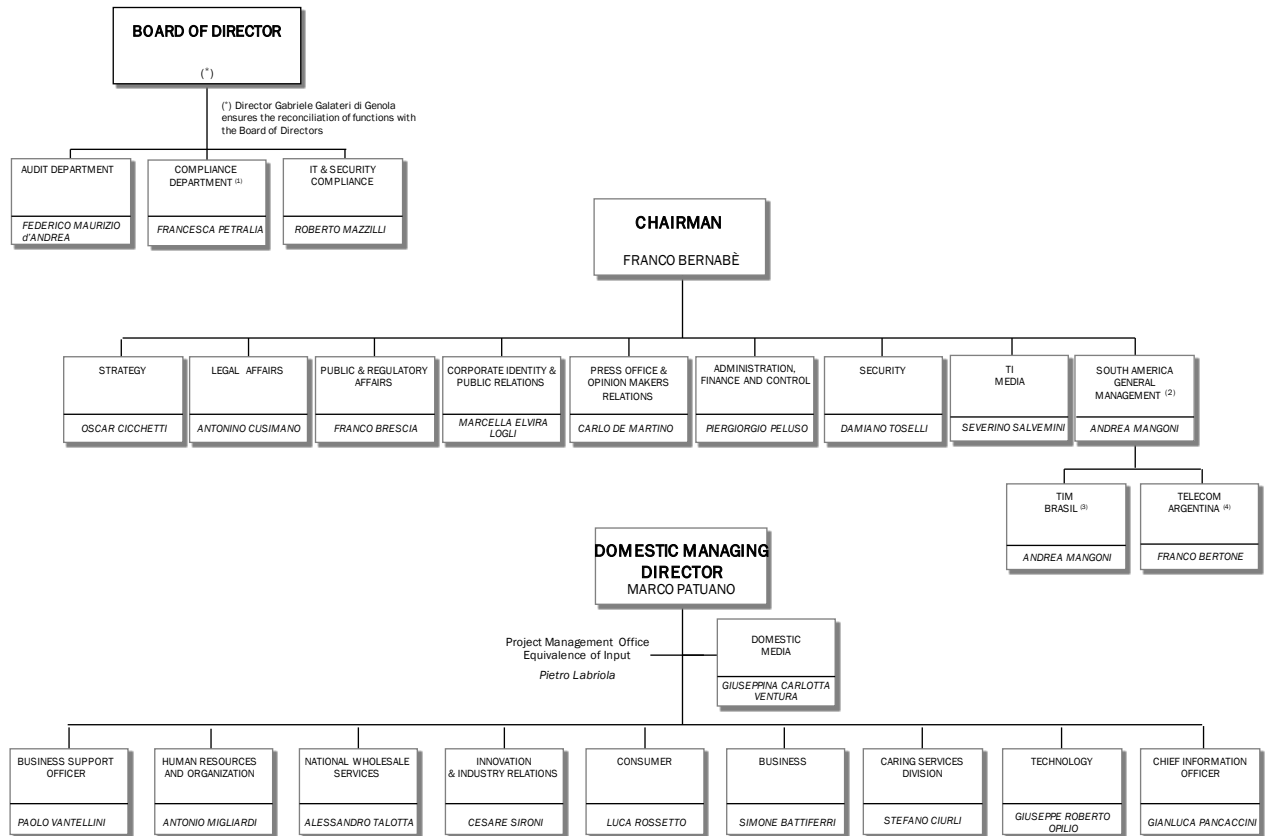 BOARD OF DIRECTOR
(*)
(*) Director Gabriele Galateri di Genola
ensures the reconciliation of functions with
the Board of Directors
AUDIT DEPARTMENT
FEDERICO MAURIZIO
d'ANDREA
COMPLIANCE
DEPARTMENT (1)
FRANCESCA PETRALIA
IT & SECURITY
COMPLIANCE
ROBERTO MAZZILLI
CHAIRMAN
FRANCO BERNABÈ
STRATEGY
OSCAR CICCHETTI
LEGAL AFFAIRS
ANTONINO CUSIMANO
PUBLIC & REGULATORY
AFFAIRS
FRANCO BRESCIA
CORPORATE IDENTITY &
PUBLIC RELATIONS
MARCELLA ELVIRA
LOGLI
PRESS OFFICE &
OPINION MAKERS
RELATIONS
CARLO DE MARTINO
ADMINISTRATION,
FINANCE AND CONTROL
PIERGIORGIO PELUSO
SECURITY
DAMIANO TOSELLI
TI
MEDIA
SEVERINO SALVEMINI
SOUTH AMERICA
GENERAL
MANAGEMENT (2)
ANDREA MANGONI
TIM
BRASIL (3)
ANDREA MANGONI
TELECOM
ARGENTINA (4)
FRANCO BERTONE
DOMESTIC MANAGING
DIRECTOR
MARCO PATUANO
Project Management Office
Equivalence of Input
Pietro Labriola
DOMESTIC
MEDIA
GIUSEPPINA CARLOTTA
VENTURA
BUSINESS SUPPORT
OFFICER
PAOLO VANTELLINI
HUMAN RESOURCES
AND ORGANIZATION
ANTONIO MIGLIARDI
NATIONAL WHOLESALE
SERVICES
ALESSANDRO TALOTTA
INNOVATION
& INDUSTRY RELATIONS
CESARE SIRONI
CONSUMER
LUCA ROSSETTO
BUSINESS
SIMONE BATTIFERRI
CARING SERVICES
DIVISION
STEFANO CIURLI
TECHNOLOGY
GIUSEPPE ROBERTO
OPILIO
CHIEF INFORMATION
OFFICER
GIANLUCA PANCACCINI